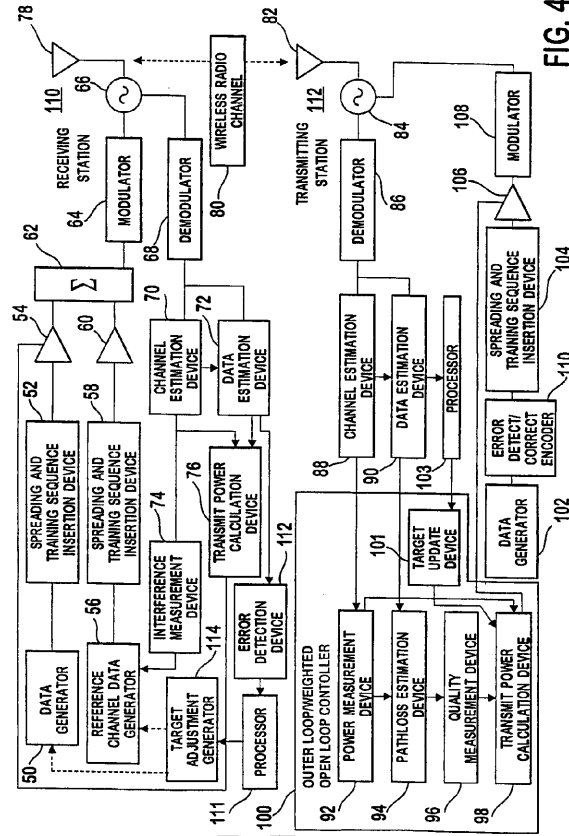 110
RECEIVING
STATION
78
66
64
MODULATOR
62
Σ
54
60
52
SPREADING AND
TRAINING SEQUENCE
INSERTION DEVICE
58
SPREADING AND
TRAINING SEQUENCE
INSERTION DEVICE
50
DATA
GENERATOR
56
REFERENCE
CHANNEL DATA
GENERATOR
68
DEMODULATOR
70
CHANNEL
ESTIMATION
DEVICE
72
DATA
ESTIMATION
DEVICE
74
INTERFERENCE
MEASUREMENT
DEVICE
76
TRANSMIT POWER
CALCULATION
DEVICE
112
ERROR
DETECTION
DEVICE
114
TARGET
ADJUSTMENT
GENERATOR
111
PROCESSOR
WIRELESS RADIO
CHANNEL
80
82
112
TRANSMITTING
STATION
84
86
DEMODULATOR
88
CHANNEL ESTIMATION
DEVICE
90
DATA ESTIMATION
DEVICE
103
PROCESSOR
100
OUTER LOOP/WEIGHTED
OPEN LOOP CONTOLLER
92
POWER MEASUREMENT
DEVICE
94
PATHLOSS ESTIMATION
DEVICE
96
QUALITY
MEASUREMENT DEVICE
98
TRANSMIT POWER
CALCULATION DEVICE
101
TARGET
UPDATE
DEVICE
102
DATA
GENERATOR
110
ERROR
DETECT/
CORRECT
ENCODER
104
SPREADING AND
TRAINING SEQUENCE
INSERTION DEVICE
106
108
MODULATOR
FIG. 4